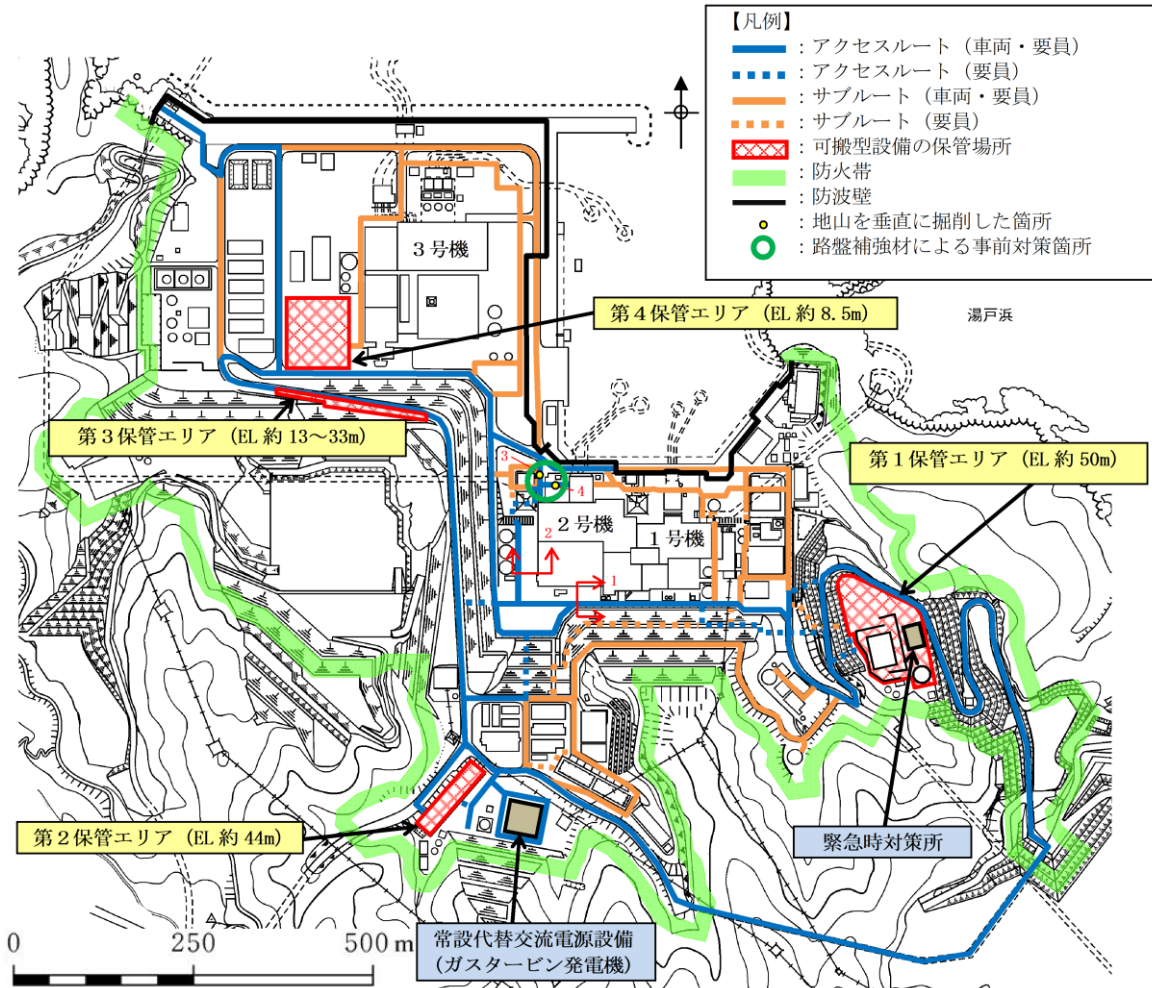 【凡例】
：アクセスルート（車両・要員）
：アクセスルート（要員）
：サブルート（車両・要員）
：サブルート（要員）
：可搬型設備の保管場所
：防火帯
：防波壁
：地山を垂直に掘削した箇所
：路盤補強材による事前対策箇所
３号機
第４保管エリア（EL 約 8.5m）
湯戸浜
第３保管エリア（EL 約 13～33m）
第１保管エリア（EL 約 50m）
3
4
２号機
１号機
2
1
第２保管エリア（EL 約 44m）
緊急時対策所
常設代替交流電源設備
（ガスタービン発電機）
0 250 500 m